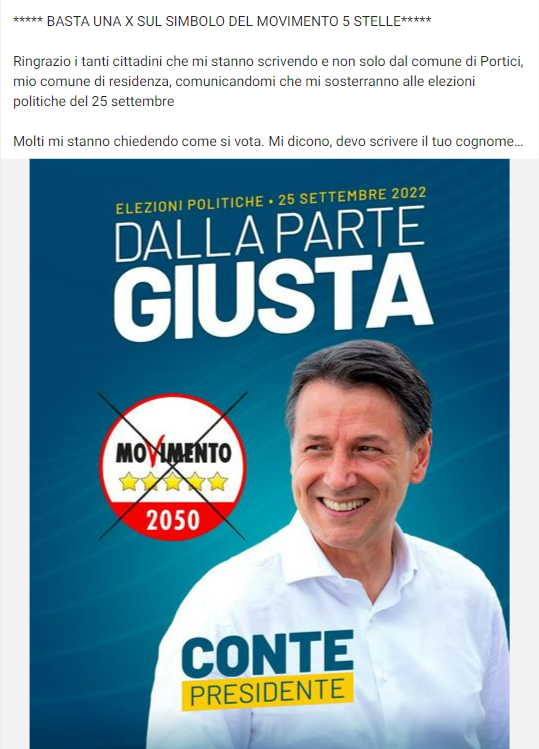 ***** BASTA UNA X SUL SIMBOLO DEL MOVIMENTO 5 STELLE*****
Ringrazio i tanti cittadini che mi stanno scrivendo e non solo dal comune di Portici,
mio comune di residenza, comunicandomi che mi sosterranno alle elezioni
politiche del 25 settembre
Molti mi stanno chiedendo come si vota. Mi dicono, devo scrivere il tuo cognome...
ELEZIONI POLITICHE • 25 SETTEMBRE 2022
DALLA PARTE
GIUSTA
MOVIMENTO
2050
CONTE
PRESIDENTE